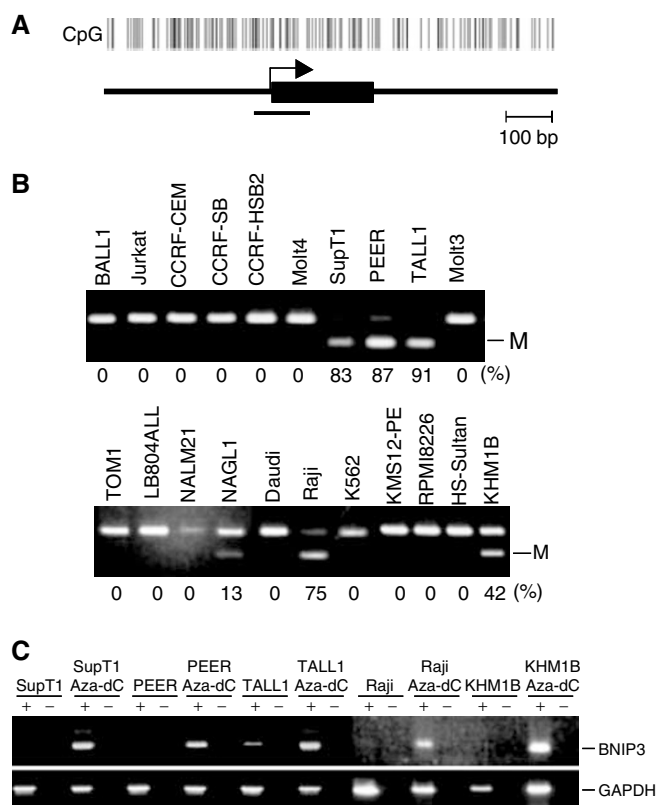 A
CpG
100 bp
B
BALL1 Jurkat CCRF-CEM CCRF-SB CCRF-HSB2 Molt4 SupT1 PEER TALL1 Molt3
M
0 0 0 0 0 0 83 87 91 0 (%)
TOM1 LB804ALL NALM21 NAGL1 Daudi Raji K562 KMS12-PE RPMI8226 HS-Sultan KHM1B
M
0 0 0 13 0 75 0 0 0 0 42 (%)
C
SupT1 SupT1 Aza-dC PEER PEER Aza-dC TALL1 TALL1 Aza-dC Raji Raji Aza-dC KHM1B KHM1B Aza-dC
+ − + − + − + − + − + − + − + − + − + −
BNIP3
GAPDH